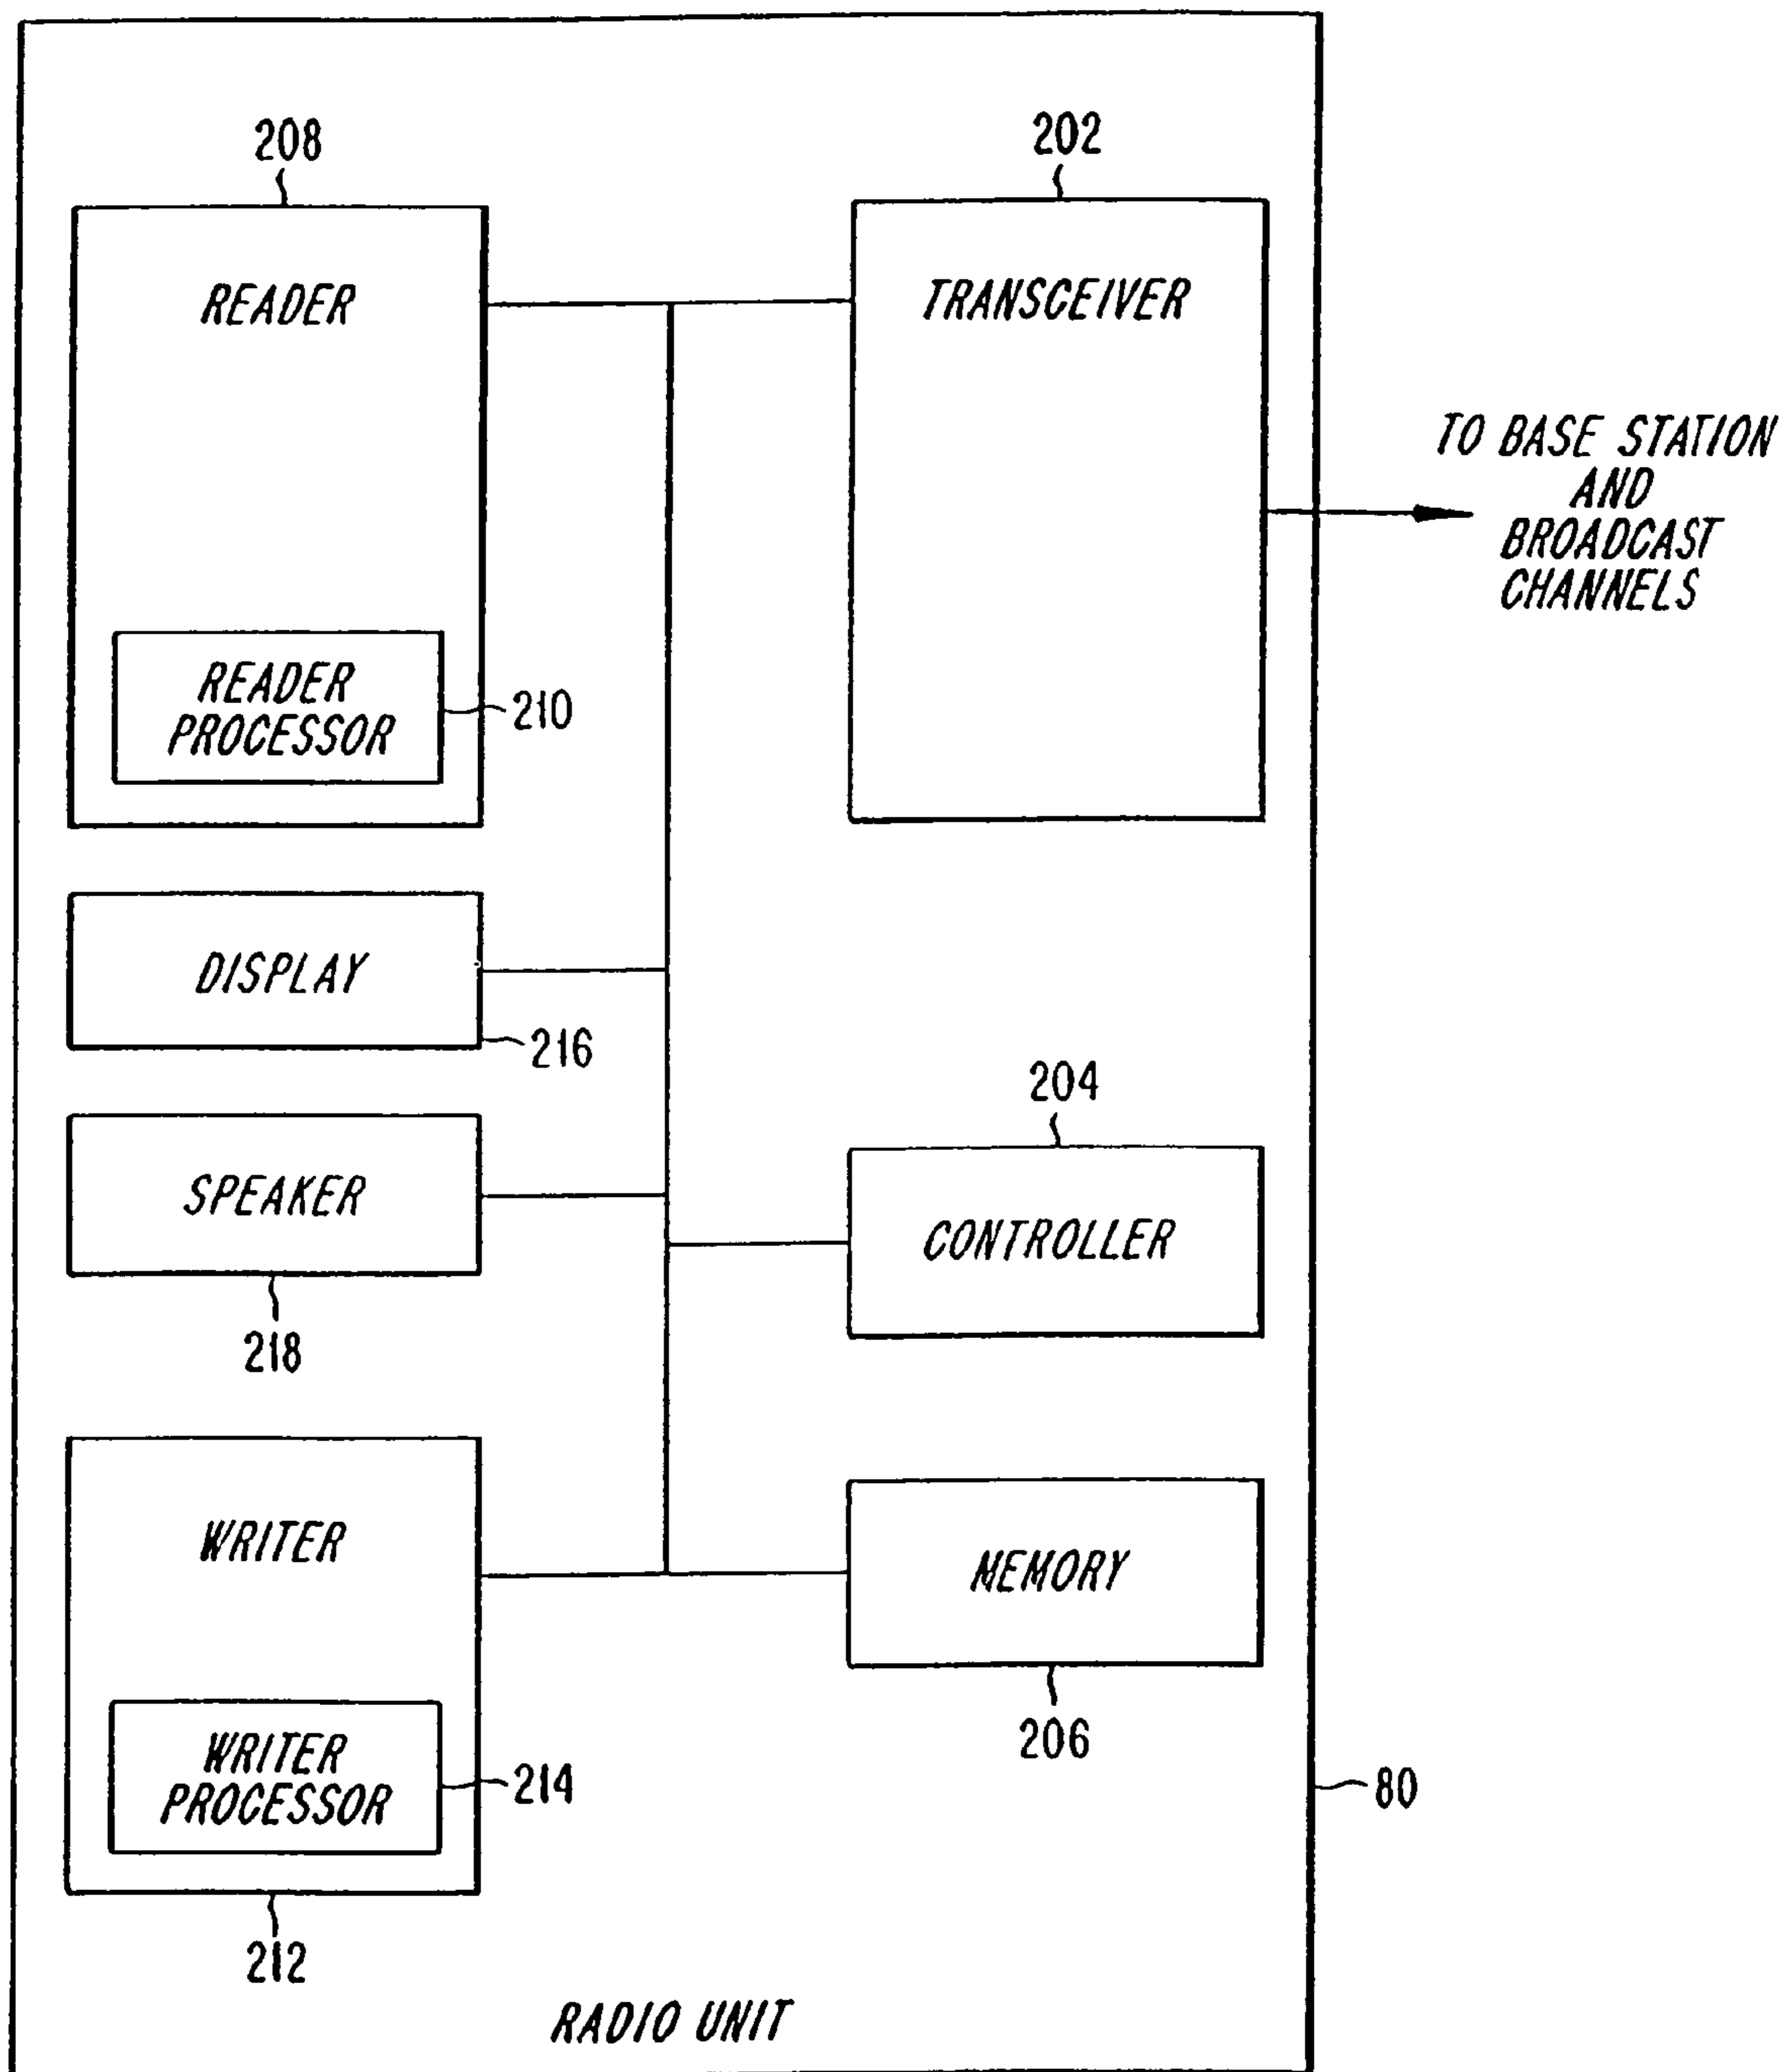 208
202
READER
TRANSCEIVER
TO BASE STATION
AND
BROADCAST
CHANNELS
READER
PROCESSOR
210
DISPLAY
216
204
SPEAKER
CONTROLLER
218
WRITER
MEMORY
206
WRITER
PROCESSOR
214
80
212
RADIO UNIT